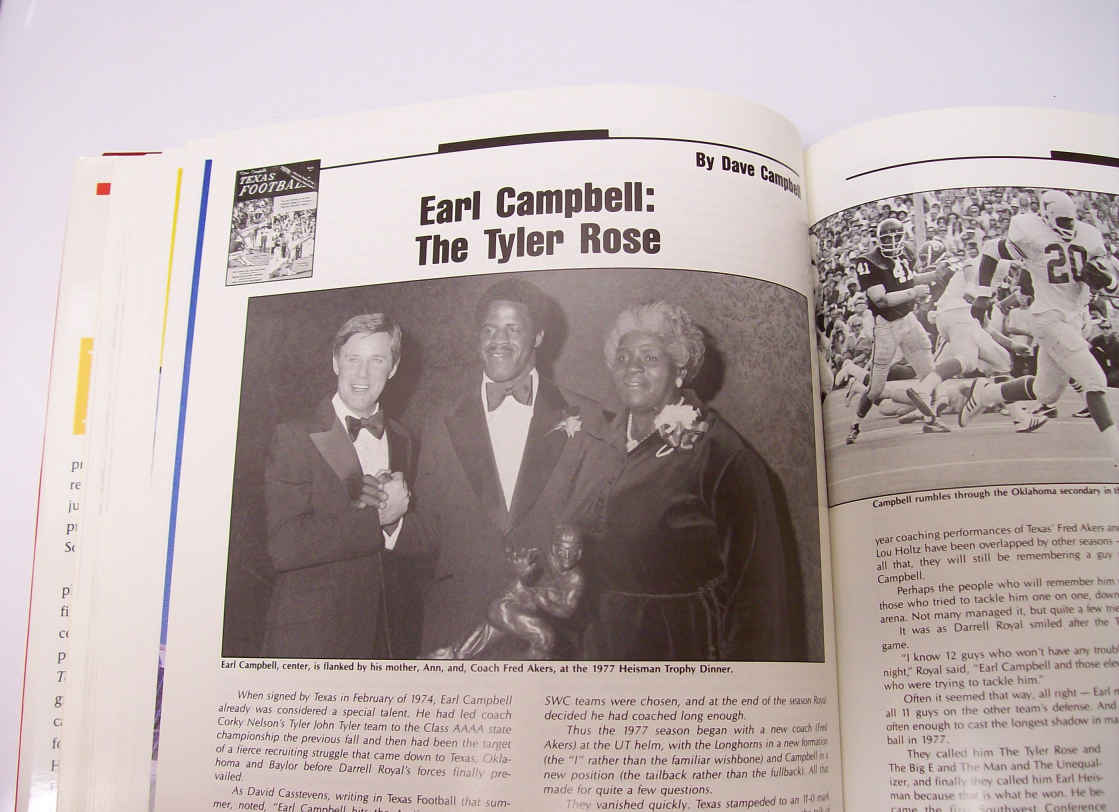 TEXAS
FOOTBALL
By Dave Campbell
Earl Campbell:
The Tyler Rose
Earl Campbell, center, is flanked by his mother, Ann, and, Coach Fred Akers, at the 1977 Heisman Trophy Dinner.
When signed by Texas in February of 1974, Earl Campbell
already was considered a special talent. He had led coach
Corky Nelson's Tyler John Tyler team to the Class AAAA state
championship the previous fall and then had been the target
of a fierce recruiting struggle that came down to Texas, Okla-
homa and Baylor before Darrell Royal's forces finally pre-
vailed.
As David Casstevens, writing in Texas Football that sum-
mer, noted, "Earl Campbell hits the
SWC teams were chosen, and at the end of the season Royal
decided he had coached long enough.
Thus the 1977 season began with a new coach (Fred
Akers) at the UT helm, with the Longhorns in a new formation
(the "I" rather than the familiar wishbone) and Campbell in a
new position (the tailback rather than the fullback). All this
made for quite a few questions.
They vanished quickly. Texas stampeded to an 11-0 mark
41
20
Campbell rumbles through the Oklahoma secondary in
year coaching performances of Texas' Fred Akers and
Lou Holtz have been overlapped by other seasons
all that, they will still be remembering a guy
Campbell.
Perhaps the people who will remember him
those who tried to tackle him one on one, down
arena. Not many managed it, but quite a few
It was as Darrell Royal smiled after the
game.
"I know 12 guys who won't have any
night," Royal said, "Earl Campbell and those
who were trying to tackle him."
Often it seemed that way, all right — Earl
all 11 guys on the other team's defense. And
often enough to cast the longest shadow in
ball in 1977.
They called him The Tyler Rose and
The Big E and The Man and The Unequal-
izer, and finally they called him Earl Heis-
man because that is what he won. He be-
came the first Southwest Conference